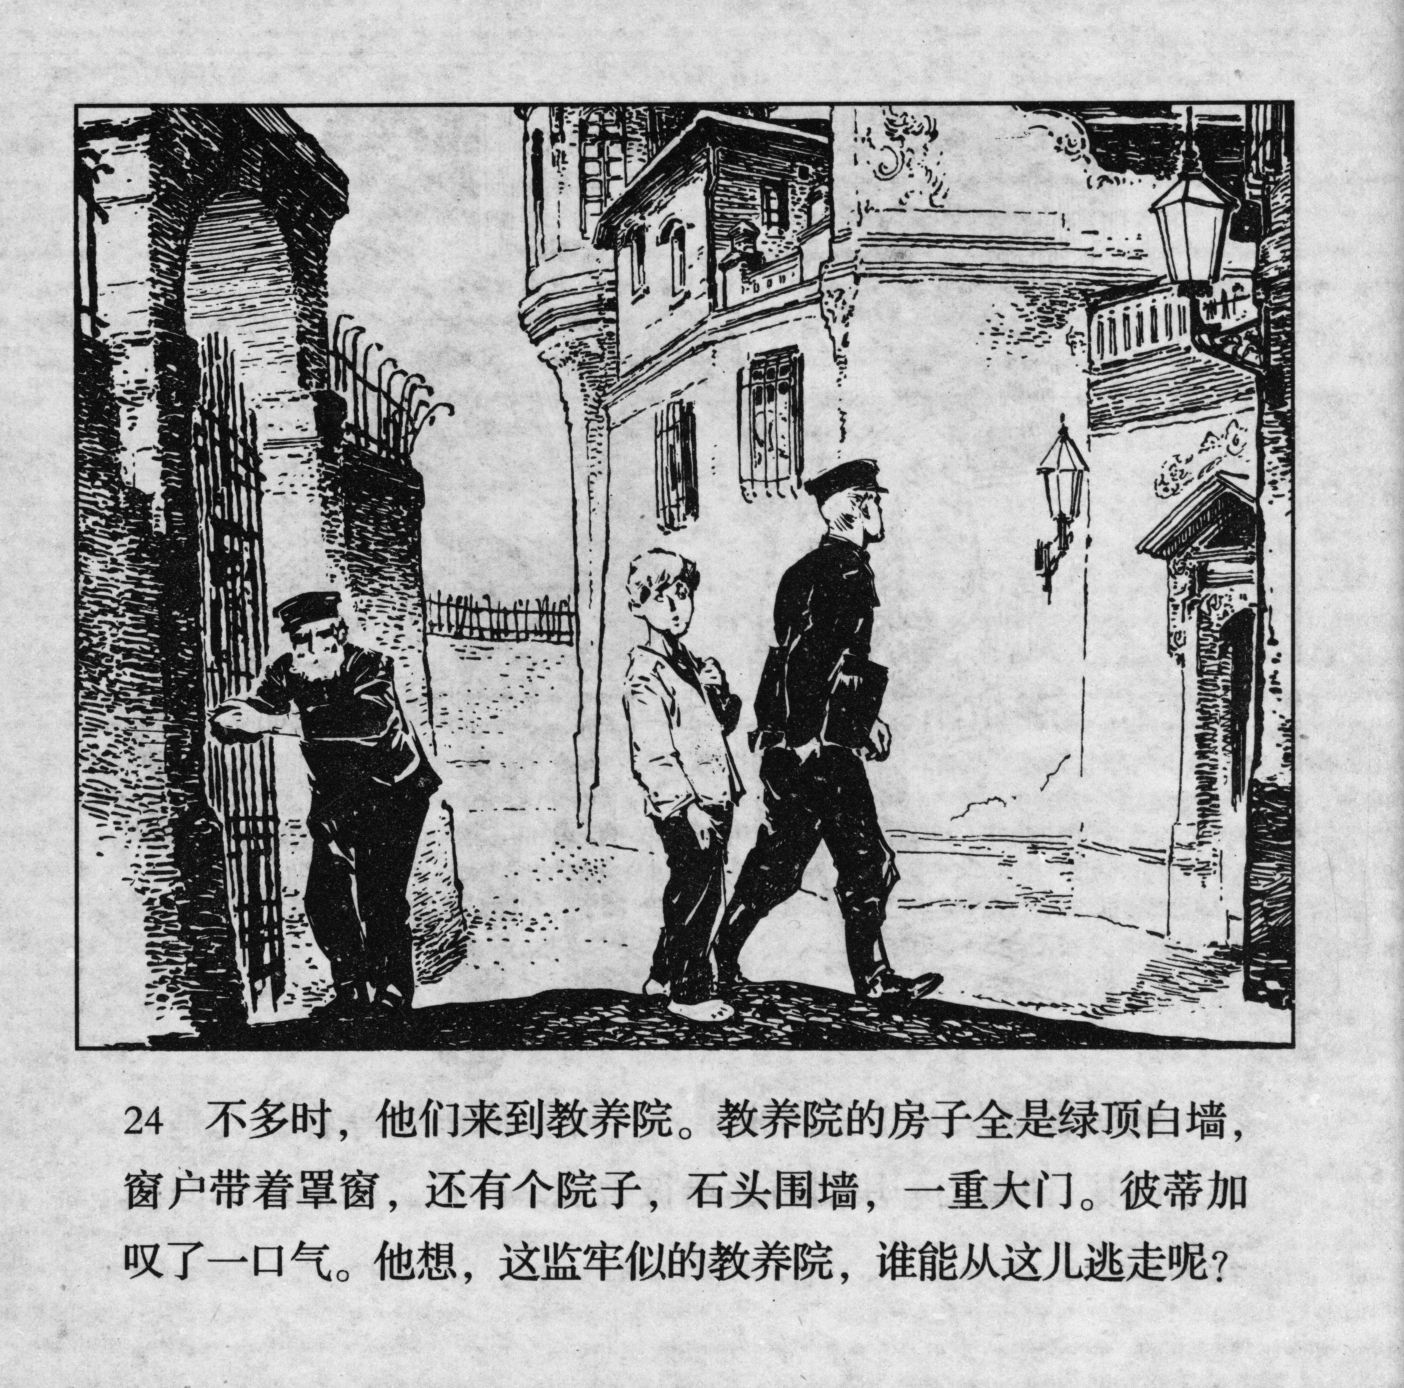 24 不多时，他们来到教养院。教养院的房子全是绿顶白墙，
窗户带着罩窗，还有个院子，石头围墙，一重大门。彼蒂加
叹了一口气。他想，这监牢似的教养院，谁能从这儿逃走呢？